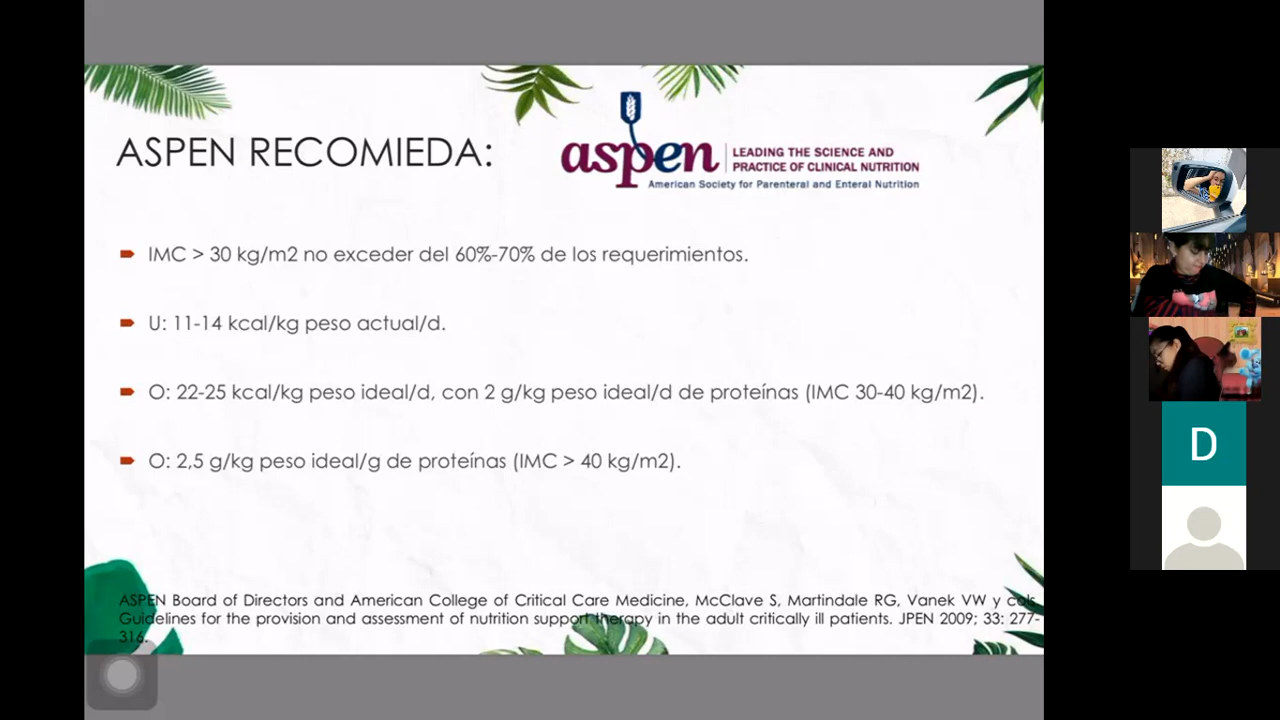 ASPEN RECOMIEDA:
aspen
LEADING THE SCIENCE AND
PRACTICE OF CLINICAL NUTRITION
American Society for Parenteral and Enteral Nutrition
IMC > 30 kg/m2 no exceder del 60%-70% de los requerimientos.
U: 11-14 kcal/kg peso actual/d.
O: 22-25 kcal/kg peso ideal/d, con 2 g/kg peso ideal/d de proteínas (IMC 30-40 kg/m2).
O: 2,5 g/kg peso ideal/g de proteínas (IMC > 40 kg/m2).
ASPEN Board of Directors and American College of Critical Care Medicine, McClave S, Martindale RG, Vanek VW y cols.
Guidelines for the provision and assessment of nutrition support therapy in the adult critically ill patients. JPEN 2009; 33: 277-
316.
D